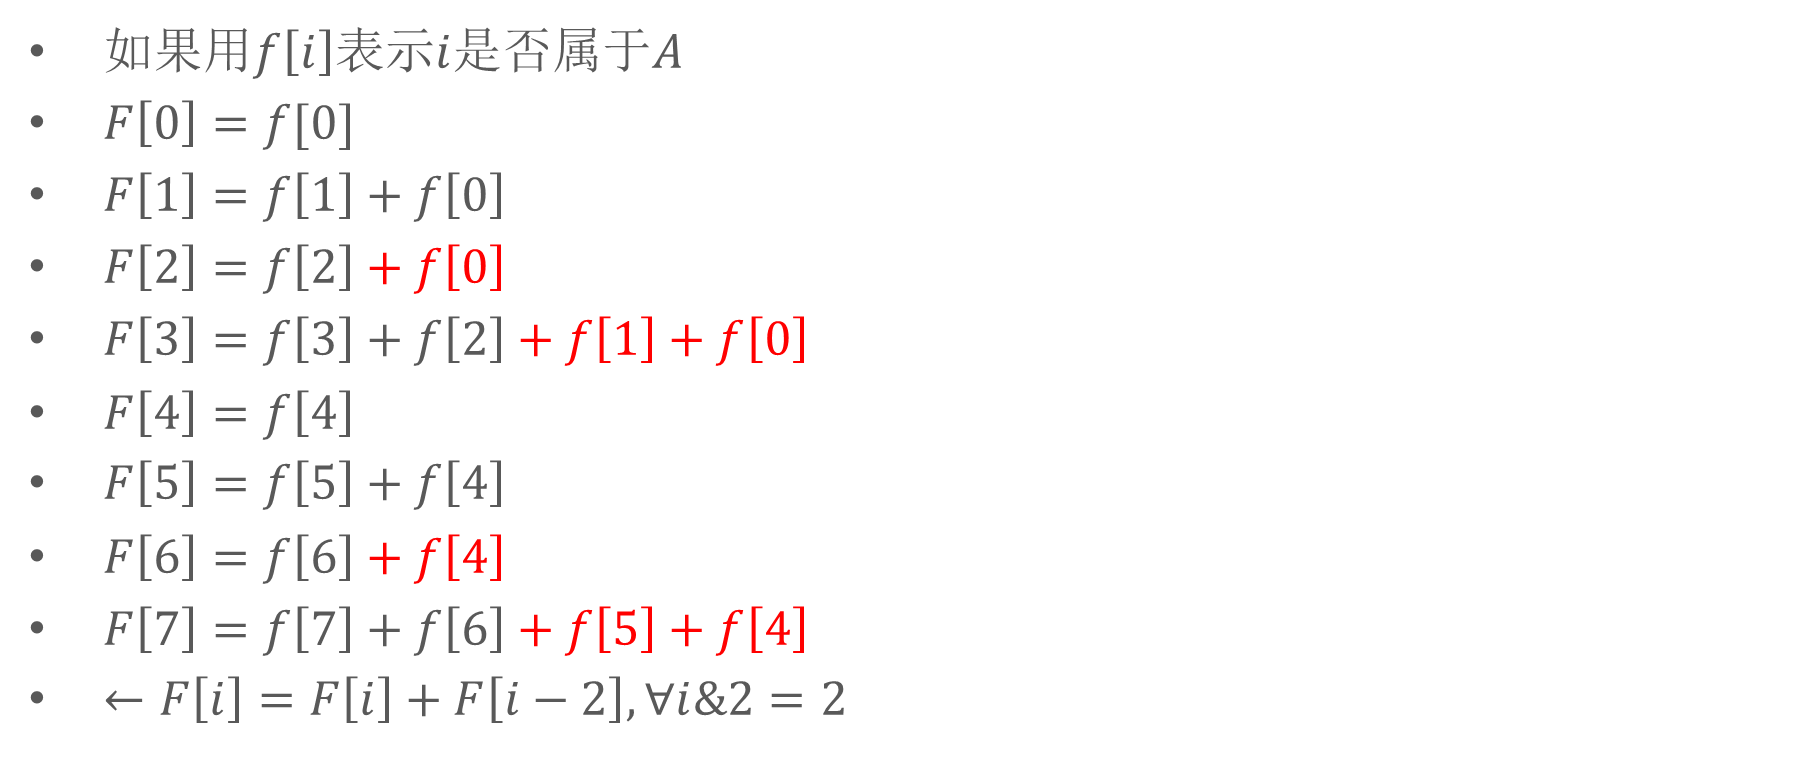 • 如果用f[i]表示i是否属于A
• F[0] = f[0]
• F[1] = f[1] + f[0]
• F[2] = f[2] + f[0]
• F[3] = f[3] + f[2] + f[1] + f[0]
• F[4] = f[4]
• F[5] = f[5] + f[4]
• F[6] = f[6] + f[4]
• F[7] = f[7] + f[6] + f[5] + f[4]
• ← F[i] = F[i] + F[i − 2], ∀i&2 = 2